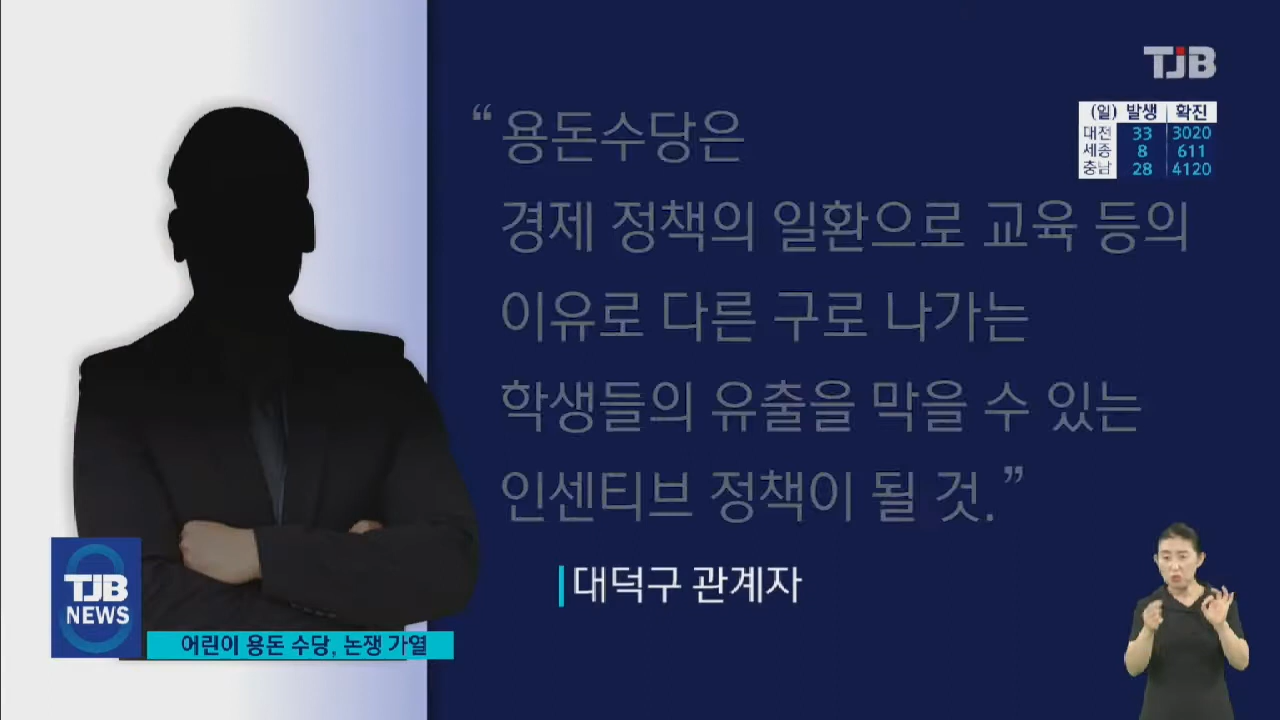 TJB
(일) 발생 확진
대전 33 3020
세종 8 611
충남 28 4120
“용돈수당은
경제 정책의 일환으로 교육 등의
이유로 다른 구로 나가는
학생들의 유출을 막을 수 있는
인센티브 정책이 될 것.”
대덕구 관계자
TJB
NEWS
어린이 용돈 수당, 논쟁 가열